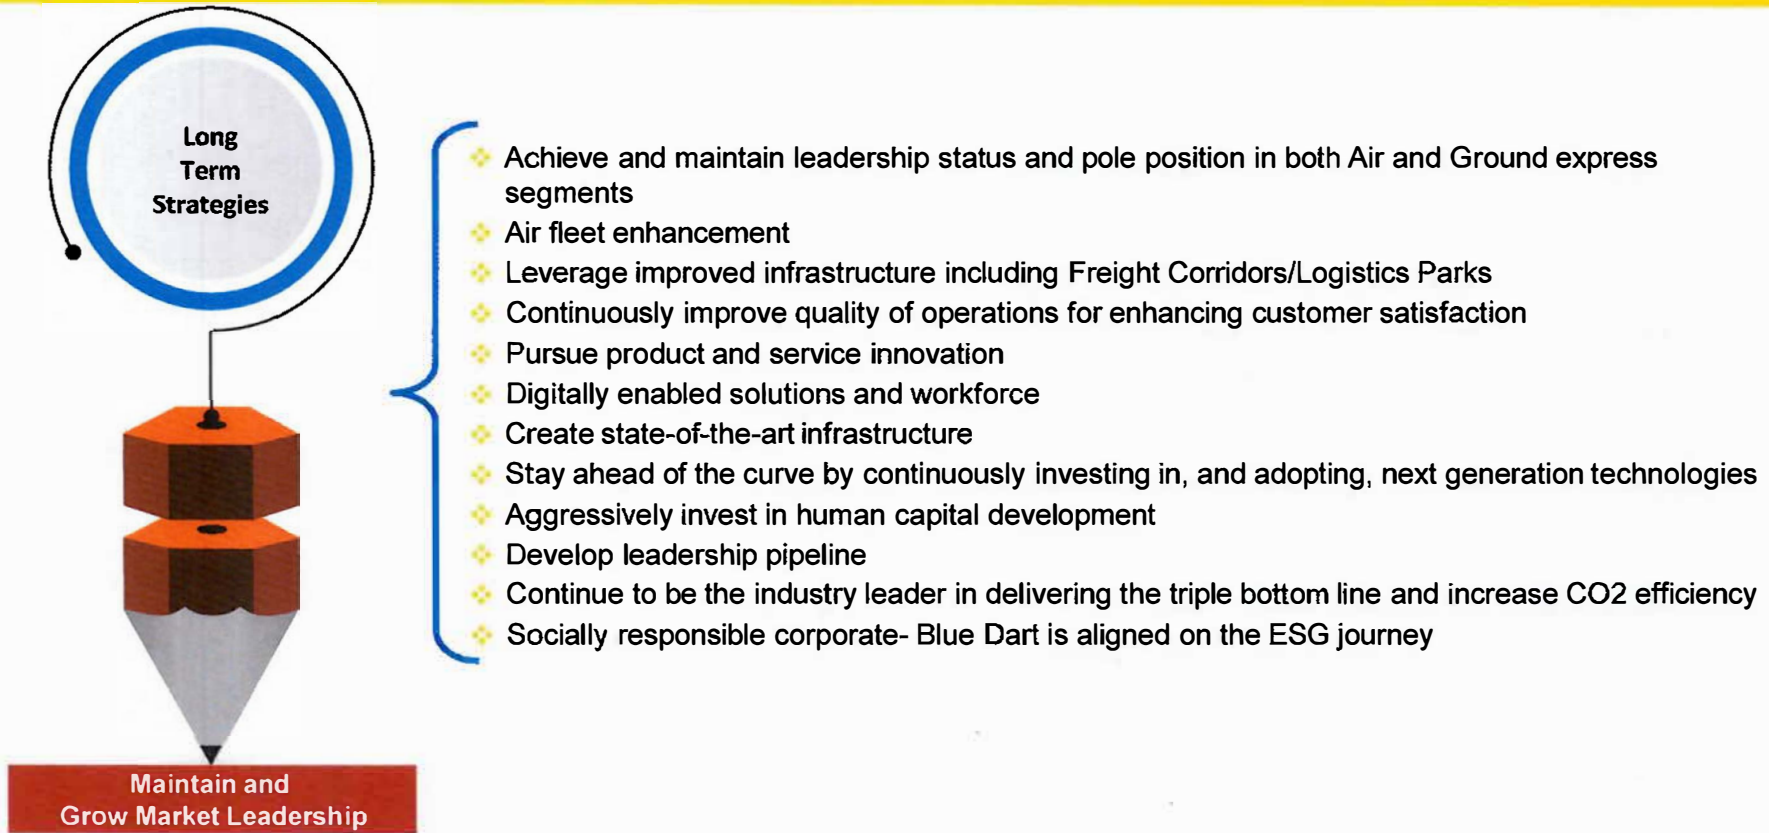 Long
Term
Strategies
Achieve and maintain leadership status and pole position in both Air and Ground express
segments
Air fleet enhancement
Leverage improved infrastructure including Freight Corridors/Logistics Parks
Continuously improve quality of operations for enhancing customer satisfaction
Pursue product and service innovation
Digitally enabled solutions and workforce
Create state-of-the-art infrastructure
Stay ahead of the curve by continuously investing in, and adopting, next generation technologies
Aggressively invest in human capital development
Develop leadership pipeline
Continue to be the industry leader in delivering the triple bottom line and increase CO2 efficiency
Socially responsible corporate- Blue Dart is aligned on the ESG journey
Maintain and
Grow Market Leadership